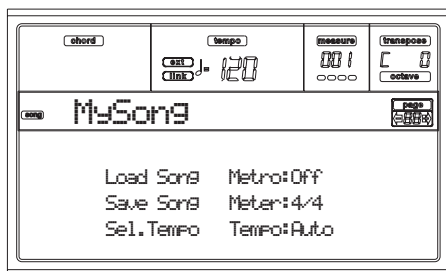 chord tempo measure transpose
ext link ♩= 120 001 C 0
octave
song MySong page
Load Song Metro:Off
Save Song Meter:4/4
Sel.Tempo Tempo:Auto